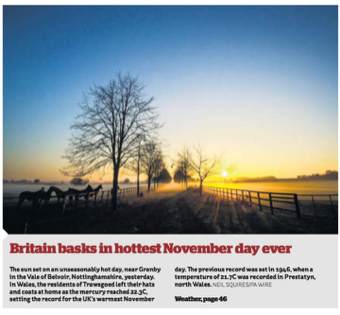 Britain basks in hottest November day ever
The sun set on an unseasonably hot day, near Granby
in the Vale of Belvoir, Nottinghamshire, yesterday.
In Wales, the residents of Trawsgoed left their hats
and coats at home as the mercury reached 22.3C,
setting the record for the UK's warmest November
day. The previous record was set in 1946, when a
temperature of 21.7C was recorded in Prestatyn,
north Wales. NEIL SQUIRES/PA WIRE
Weather, page 46